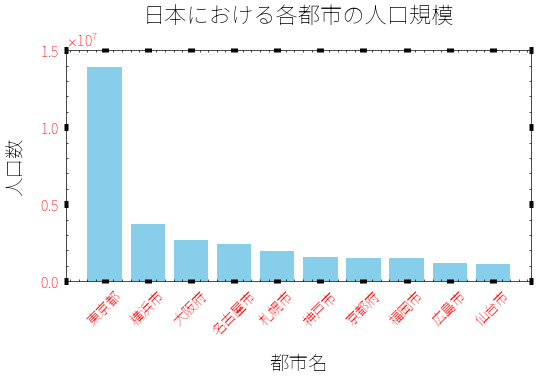 日本における各都市の人口規模
×10⁷
1.5
1.0
0.5
0.0
人口数
東京都
横浜市
大阪府
名古屋市
札幌市
神戸市
京都府
福岡市
広島市
仙台市
都市名